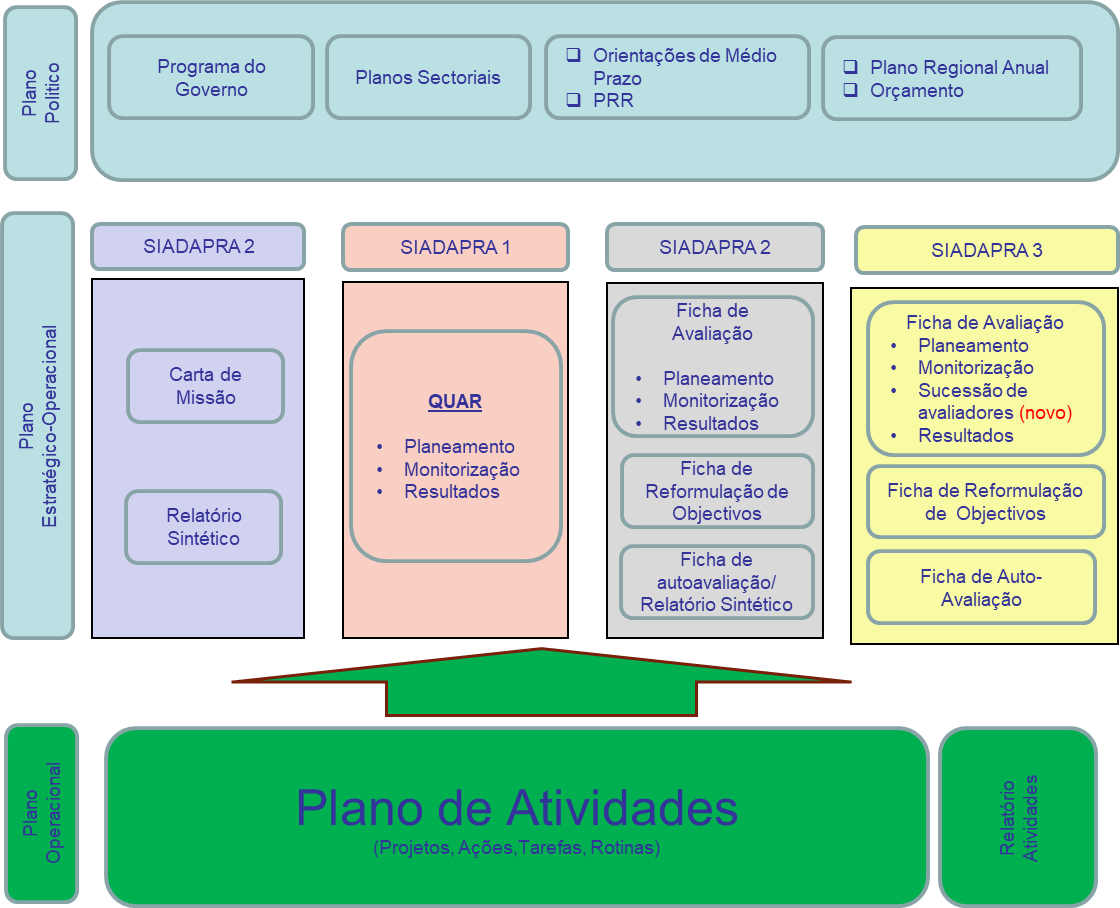 Plano
Politico
Programa do
Governo
Planos Sectoriais
❑ Orientações de Médio
Prazo
❑ PRR
❑ Plano Regional Anual
❑ Orçamento
Plano
Estratégico-Operacional
SIADAPRA 2
Carta de
Missão
Relatório
Sintético
SIADAPRA 1
QUAR
• Planeamento
• Monitorização
• Resultados
SIADAPRA 2
Ficha de
Avaliação
• Planeamento
• Monitorização
• Resultados
Ficha de
Reformulação de
Objectivos
Ficha de
autoavaliação/
Relatório Sintético
SIADAPRA 3
Ficha de Avaliação
• Planeamento
• Monitorização
• Sucessão de
avaliadores (novo)
• Resultados
Ficha de Reformulação
de Objectivos
Ficha de Auto-
Avaliação
Plano
Operacional
Plano de Atividades
(Projetos, Ações,Tarefas, Rotinas)
Relatório
Atividades